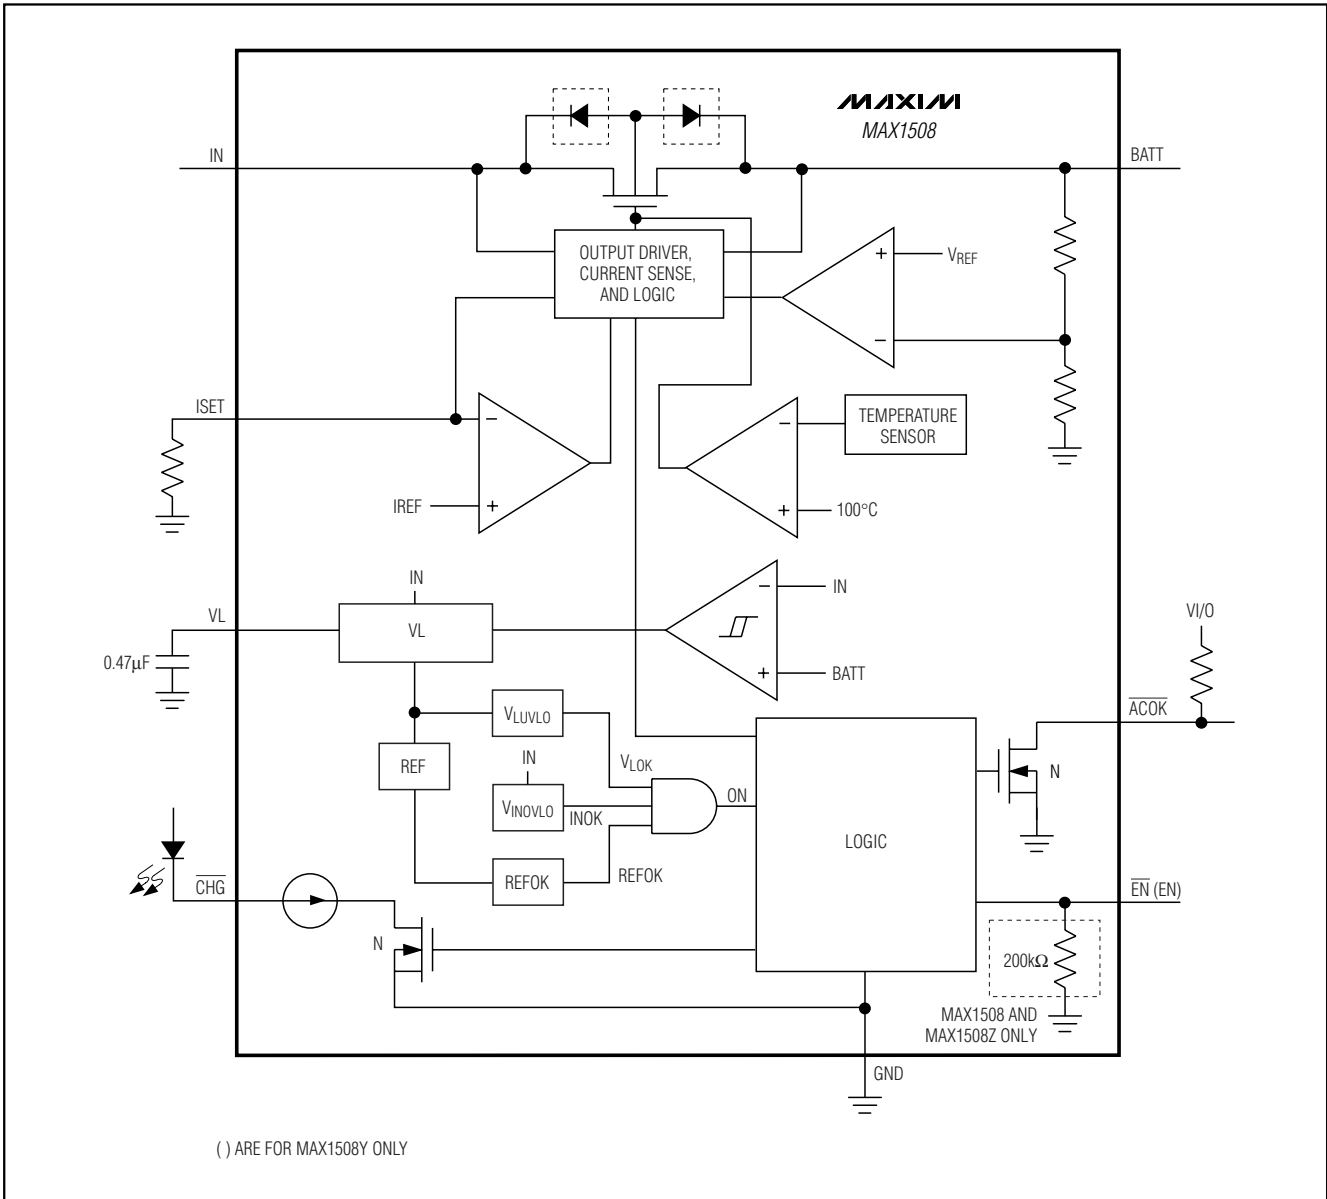 MAXIM
MAX1508
IN
BATT
OUTPUT DRIVER,
CURRENT SENSE,
AND LOGIC
+
VREF
−
ISET
−
TEMPERATURE
SENSOR
IREF
+
+
100°C
IN
−
IN
VL
VL
0.47µF
+
BATT
VI/O
ACOK
VLUVLO
REF
IN
VLOK
N
VINOVLO
INOK
ON
LOGIC
REFOK
REFOK
CHG
EN (EN)
N
200kΩ
MAX1508 AND
MAX1508Z ONLY
GND
( ) ARE FOR MAX1508Y ONLY